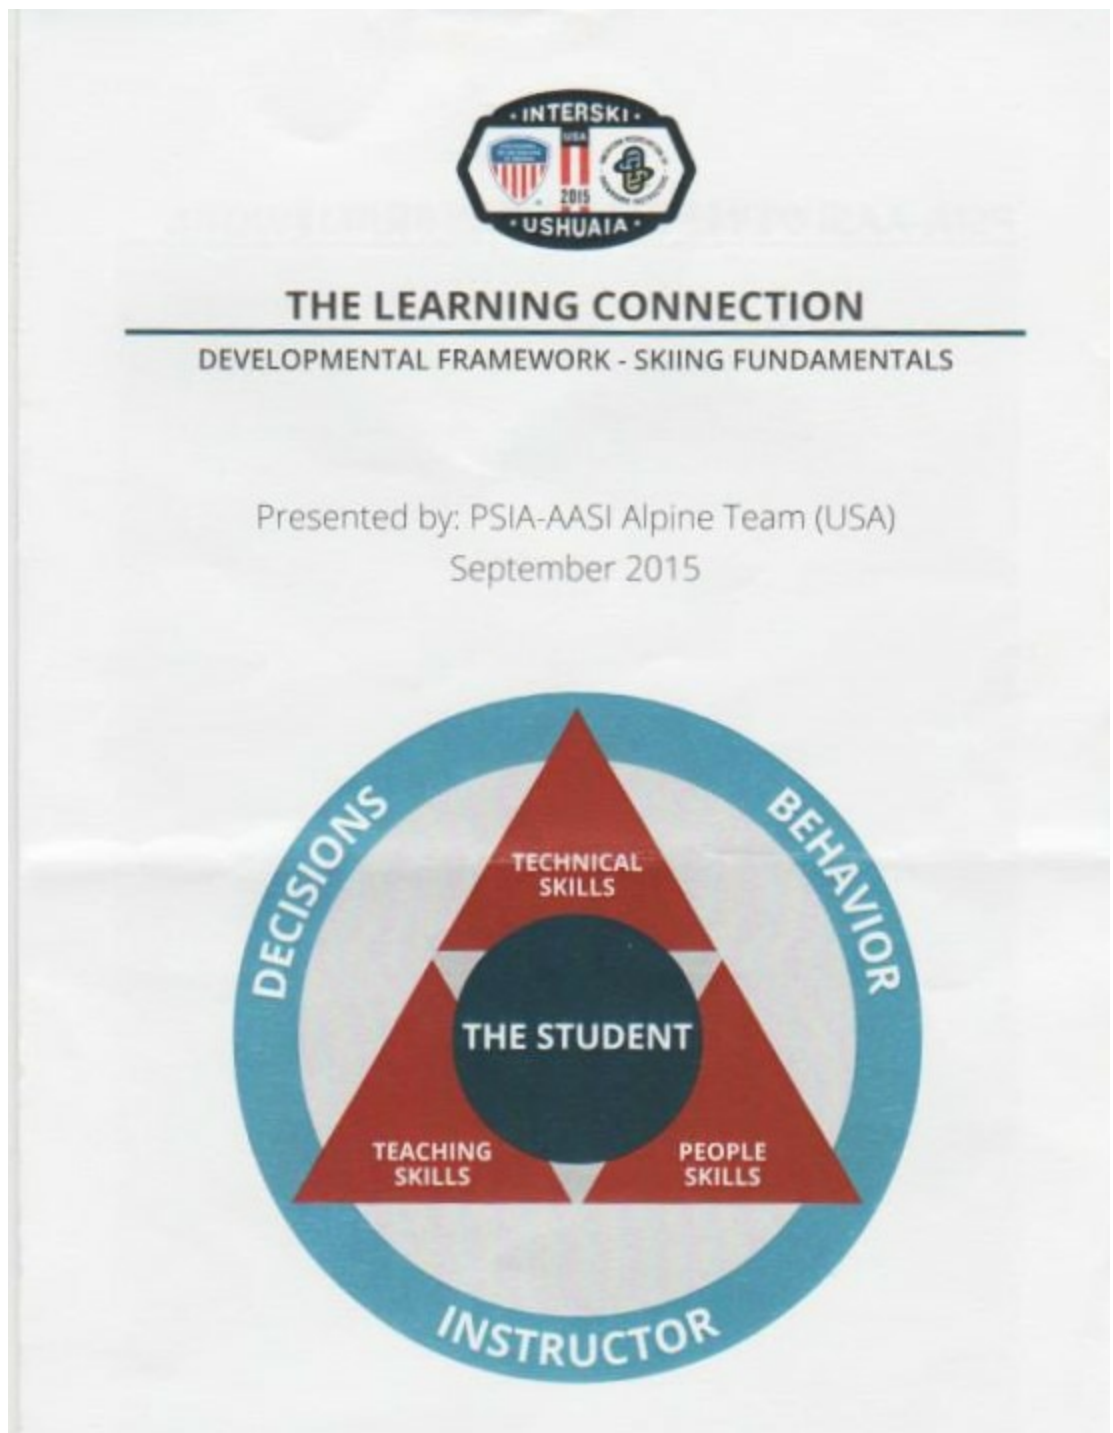 · INTERSKI ·
USA
2015
· USHUAIA ·
THE LEARNING CONNECTION
DEVELOPMENTAL FRAMEWORK - SKIING FUNDAMENTALS
Presented by: PSIA-AASI Alpine Team (USA)
September 2015
DECISIONS
BEHAVIOR
TECHNICAL
SKILLS
THE STUDENT
TEACHING
SKILLS
PEOPLE
SKILLS
INSTRUCTOR